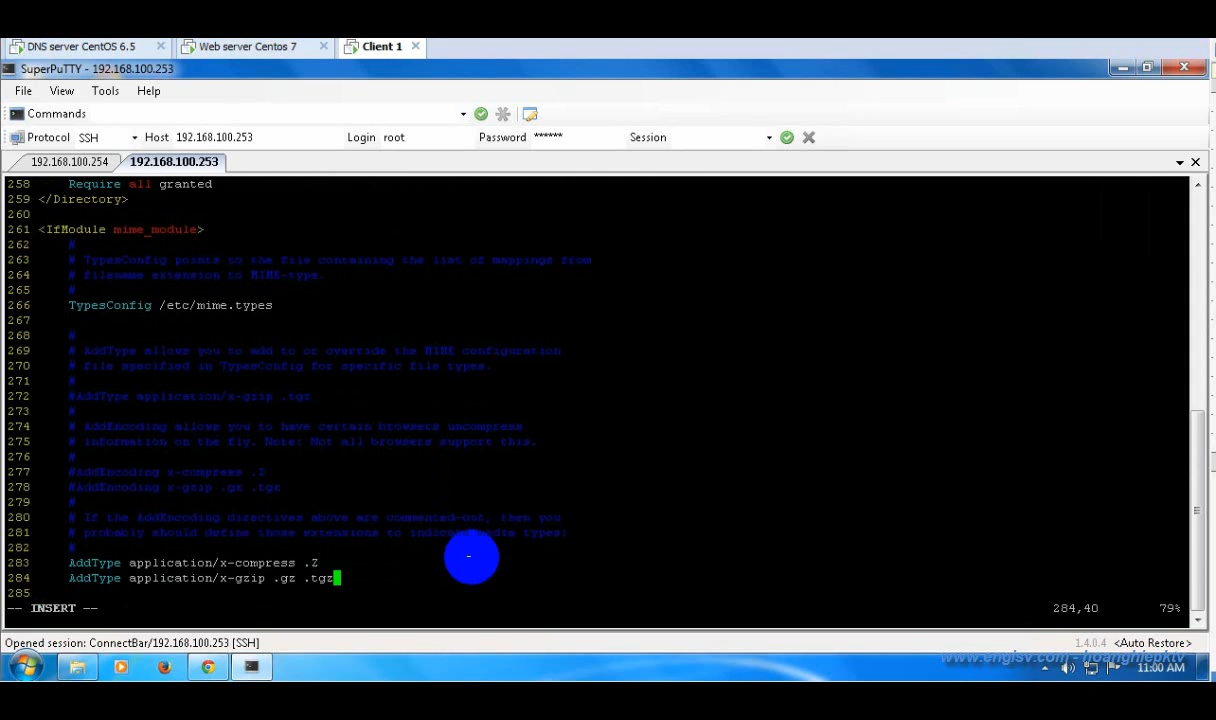 DNS server CentOS 6.5 Web server Centos 7 Client 1
SuperPuTTY - 192.168.100.253
File View Tools Help
Commands
Protocol SSH Host 192.168.100.253 Login root Password ****** Session
192.168.100.254 192.168.100.253
258 Require all granted
259 </Directory>
260
261 <IfModule mime_module>
262 #
263 # TypesConfig points to the file containing the list of mappings from
264 # filename extension to MIME-type.
265 #
266 TypesConfig /etc/mime.types
267
268 #
269 # AddType allows you to add to or override the MIME configuration
270 # file specified in TypesConfig for specific file types.
271 #
272 #AddType application/x-gzip .tgz
273 #
274 # AddEncoding allows you to have certain browsers uncompress
275 # information on the fly. Note: Not all browsers support this.
276 #
277 #AddEncoding x-compress .Z
278 #AddEncoding x-gzip .gz .tgz
279 #
280 # If the AddEncoding directives above are commented-out, then you
281 # probably should define those extensions to indicate media types:
282 #
283 AddType application/x-compress .Z
284 AddType application/x-gzip .gz .tgz
285
-- INSERT -- 284,40 79%
Opened session: ConnectBar/192.168.100.253 [SSH] 1.4.0.4 <Auto Restore>
www.engisv.com - hoanghiepktv
11:00 AM